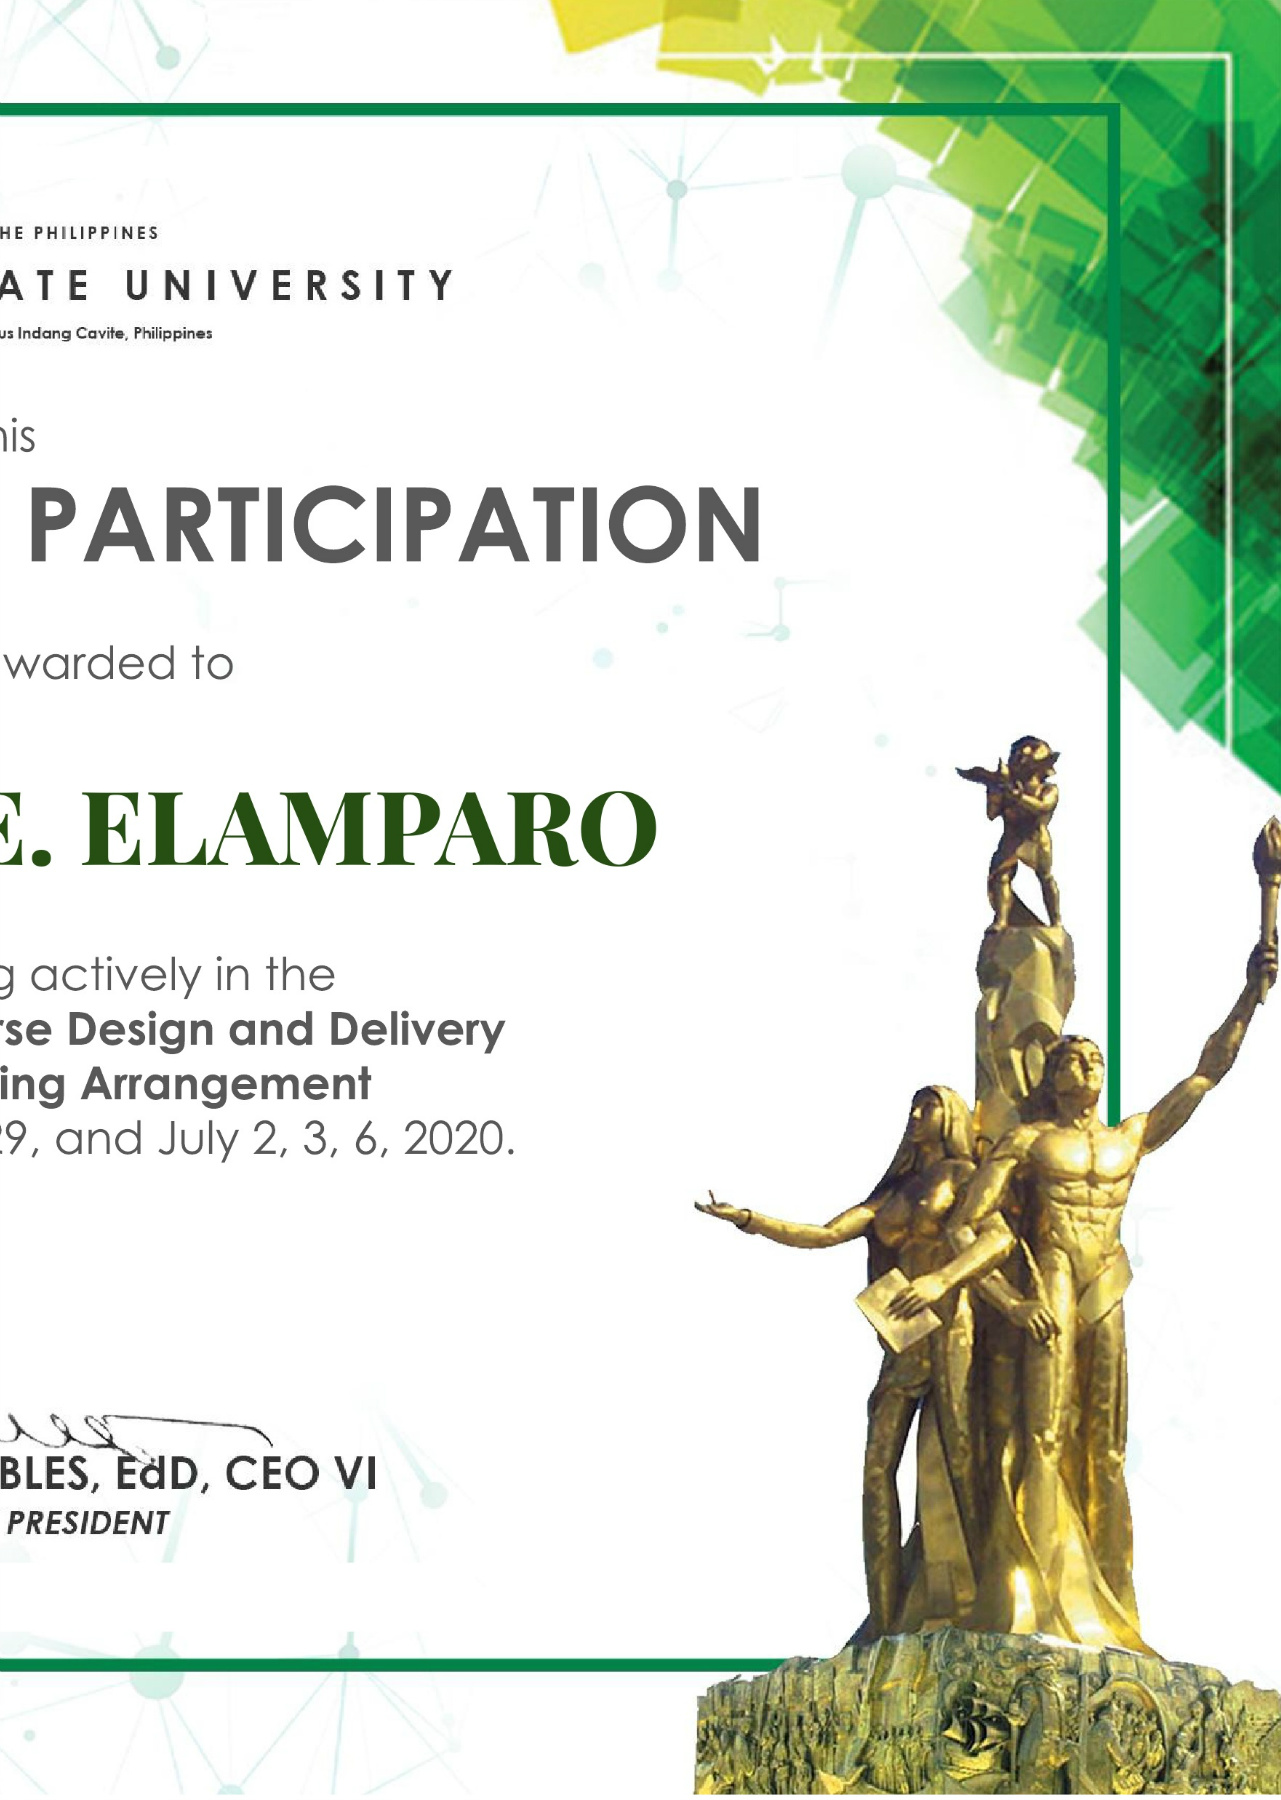 HE PHILIPPINES
ATE UNIVERSITY
us Indang Cavite, Philippines
his
PARTICIPATION
warded to
E. ELAMPARO
g actively in the
rse Design and Delivery
ing Arrangement
29, and July 2, 3, 6, 2020.
BLES, EdD, CEO VI
PRESIDENT